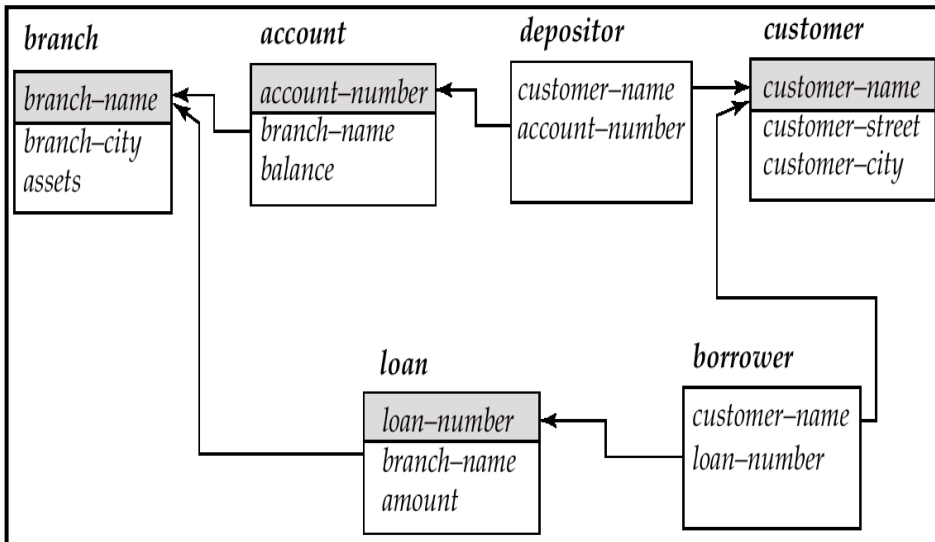 branch
branch–name
branch–city
assets
account
account–number
branch–name
balance
depositor
customer–name
account–number
customer
customer–name
customer–street
customer–city
loan
loan–number
branch–name
amount
borrower
customer–name
loan–number